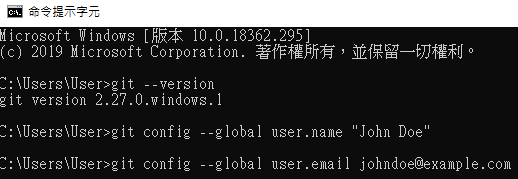 命令提示字元
Microsoft Windows [版本 10.0.18362.295]
(c) 2019 Microsoft Corporation. 著作權所有，並保留一切權利。
C:\Users\User>git --version
git version 2.27.0.windows.1
C:\Users\User>git config --global user.name "John Doe"
C:\Users\User>git config --global user.email johndoe@example.com